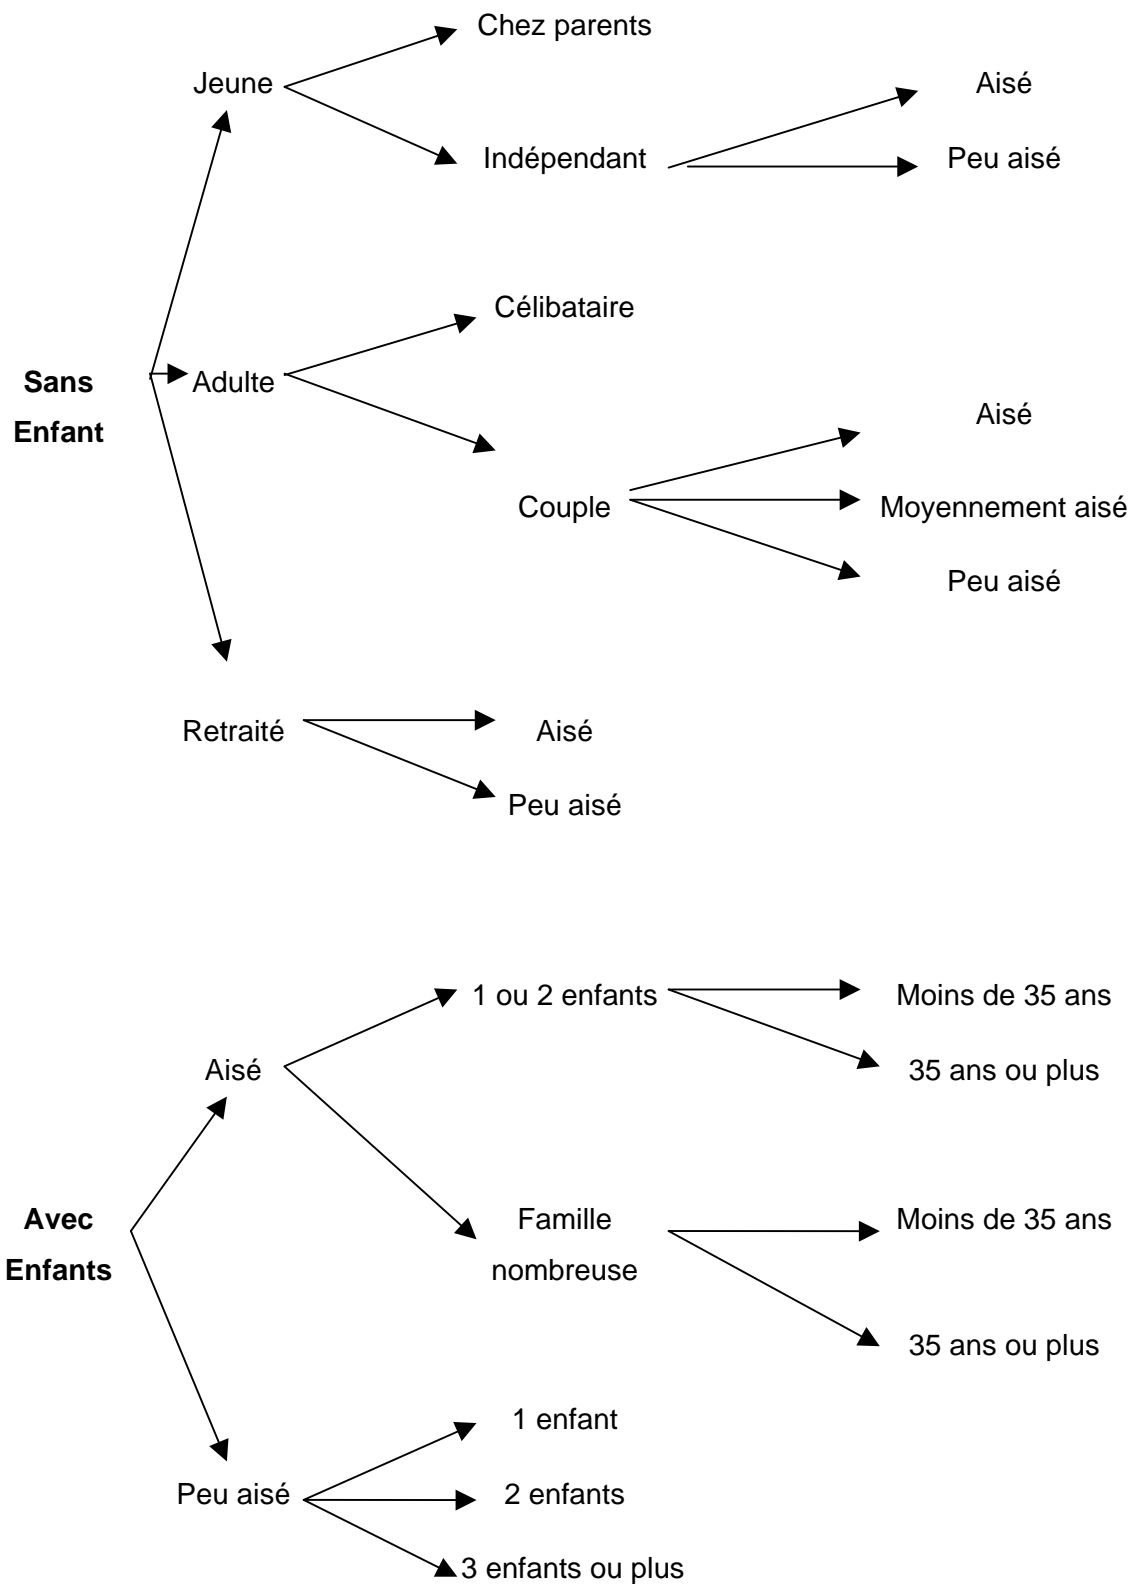 Chez parents
Jeune
Aisé
Indépendant
Peu aisé
Célibataire
Sans
Enfant
Adulte
Aisé
Couple
Moyennement aisé
Peu aisé
Retraité
Aisé
Peu aisé
1 ou 2 enfants
Moins de 35 ans
Aisé
35 ans ou plus
Avec
Enfants
Famille
nombreuse
Moins de 35 ans
35 ans ou plus
1 enfant
Peu aisé
2 enfants
3 enfants ou plus